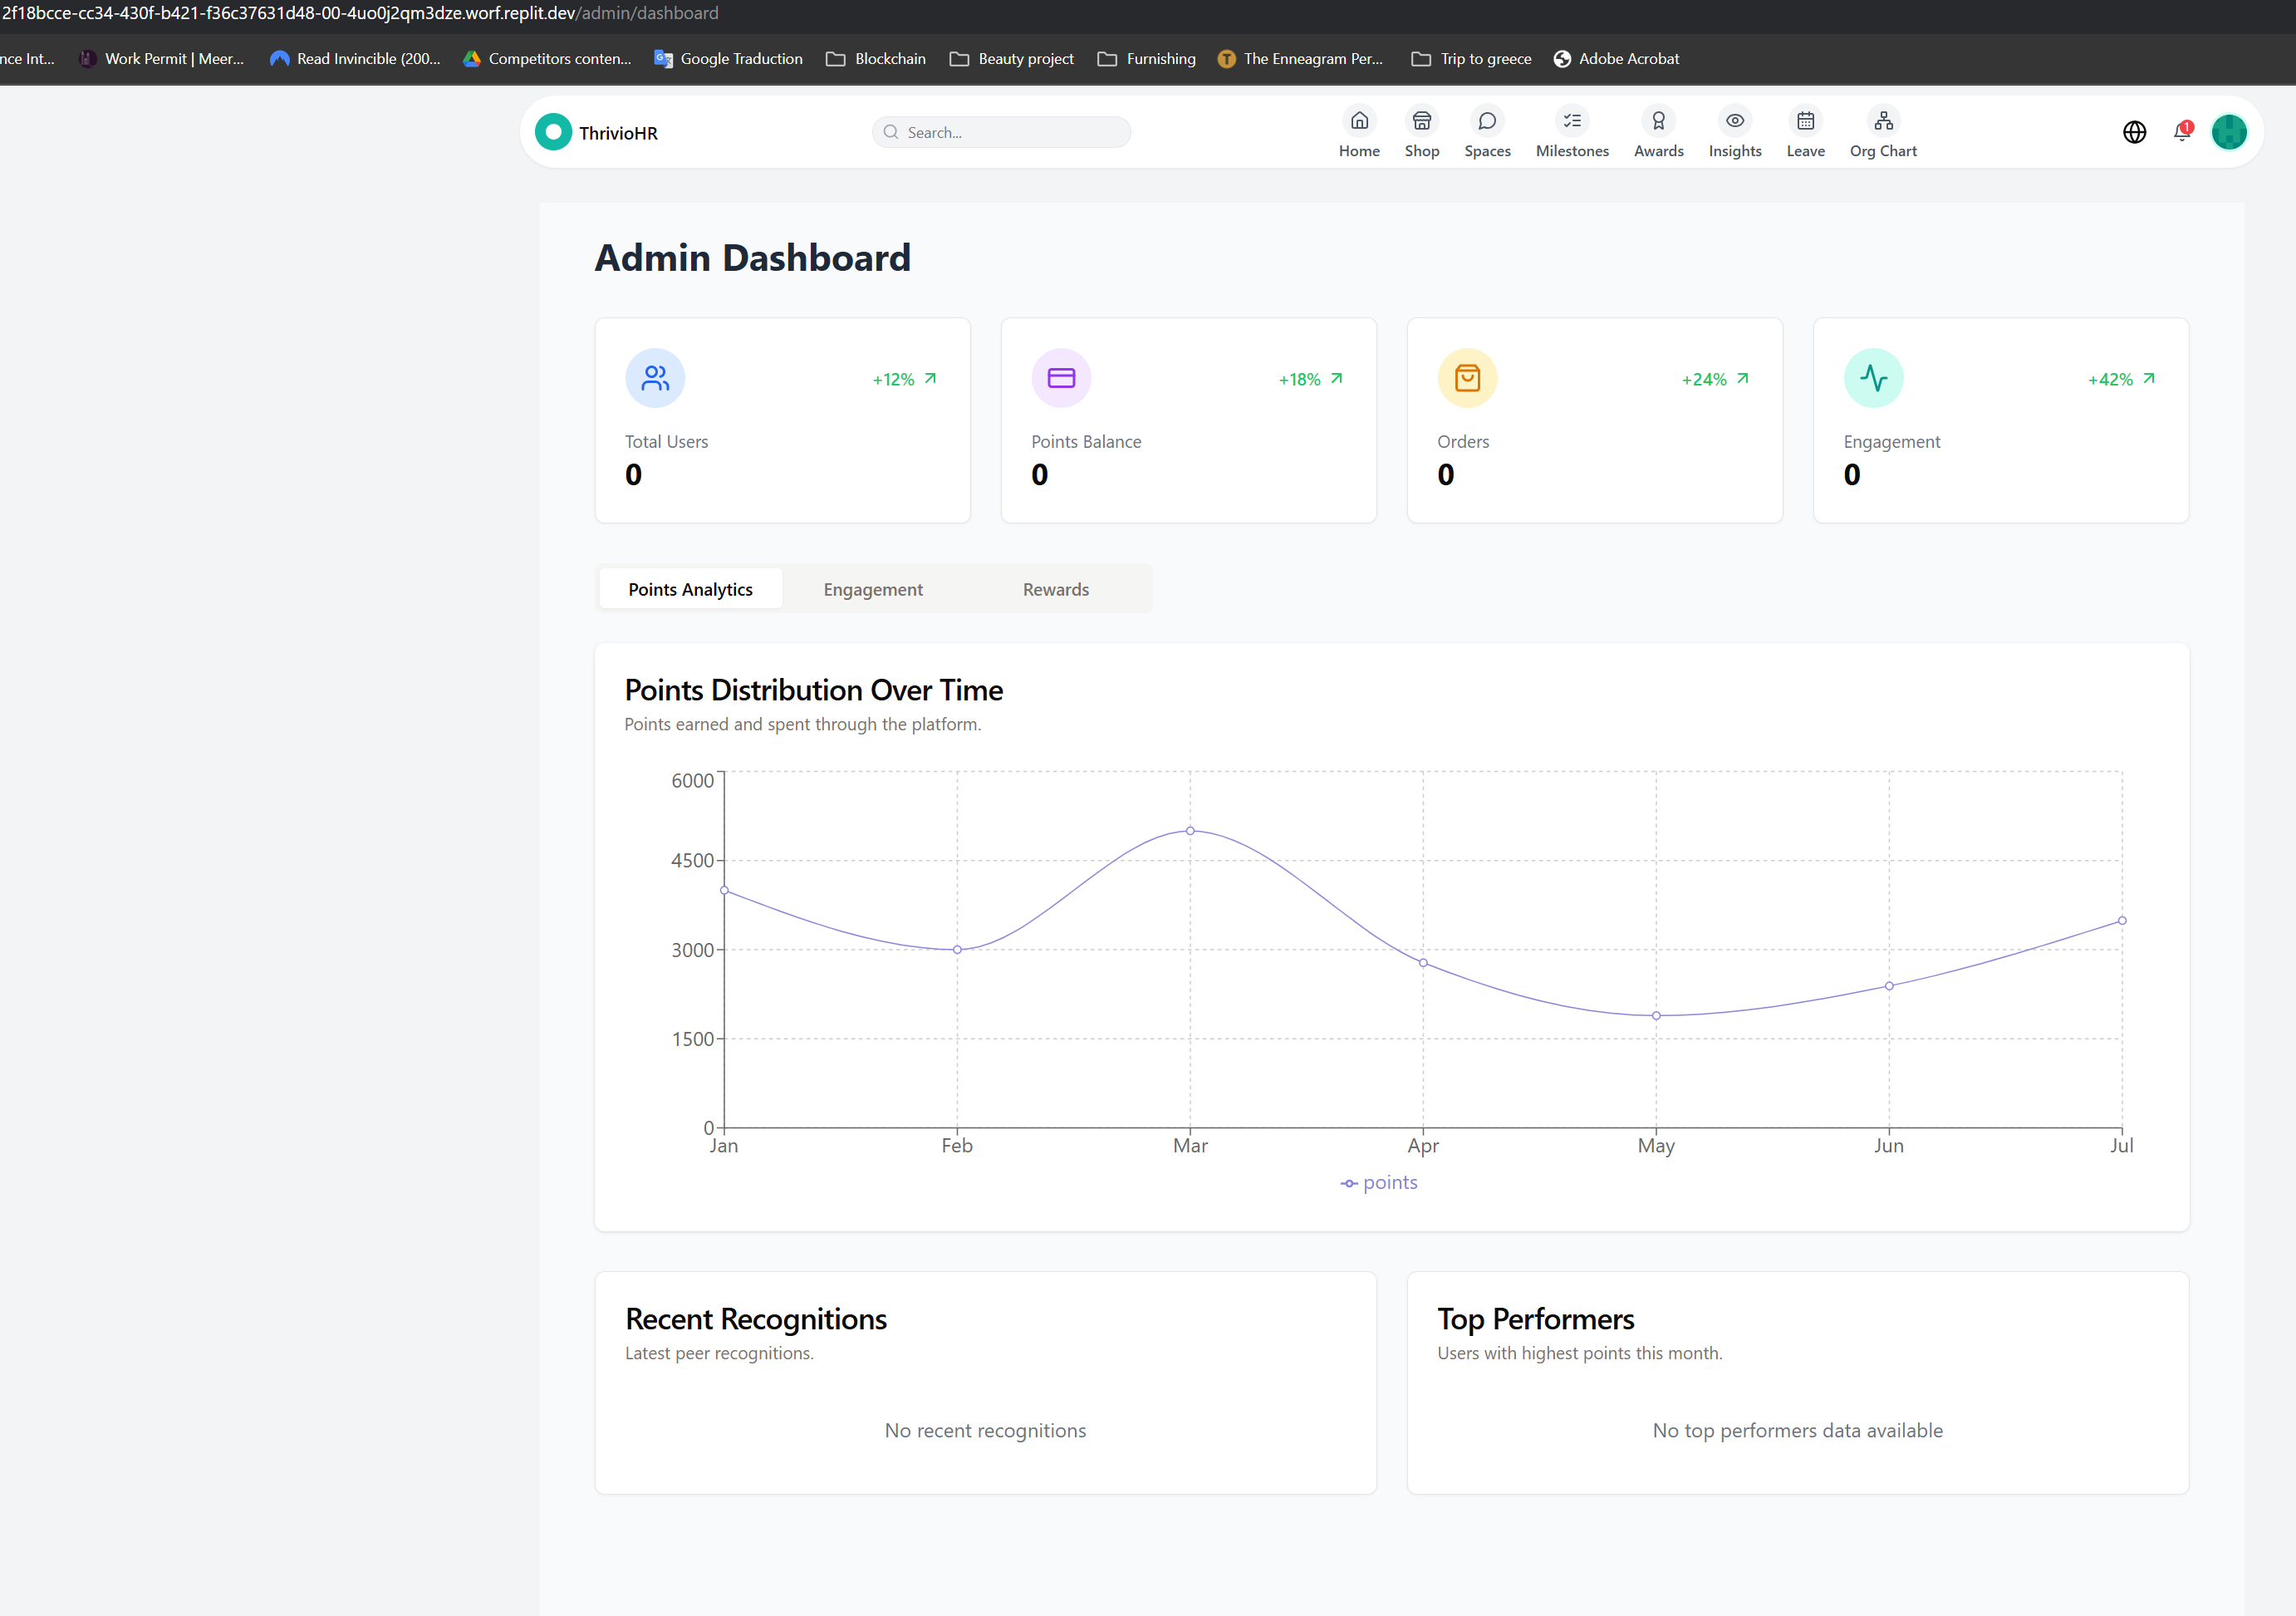 2f18bcce-cc34-430f-b421-f36c37631d48-00-4uo0j2qm3dze.worf.replit.dev/admin/dashboard
nce Int... Work Permit | Meer... Read Invincible (200... Competitors conten... Google Traduction Blockchain Beauty project Furnishing The Enneagram Per... Trip to greece Adobe Acrobat
ThrivioHR
Search...
Home Shop Spaces Milestones Awards Insights Leave Org Chart
1
Admin Dashboard
+12%
Total Users
0
+18%
Points Balance
0
+24%
Orders
0
+42%
Engagement
0
Points Analytics Engagement Rewards
Points Distribution Over Time
Points earned and spent through the platform.
6000
4500
3000
1500
0
Jan Feb Mar Apr May Jun Jul
points
Recent Recognitions
Latest peer recognitions.
No recent recognitions
Top Performers
Users with highest points this month.
No top performers data available